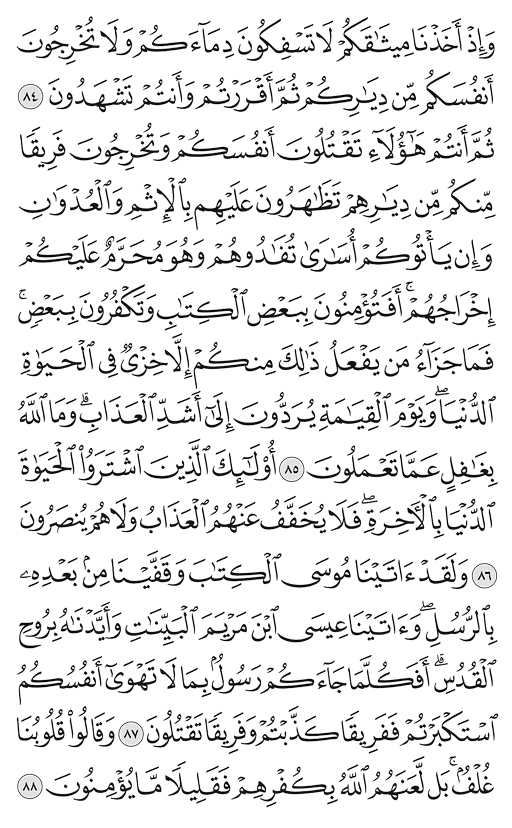 وَإِذْ أَخَذْنَا مِيثَٰقَكُمْ لَا تَسْفِكُونَ دِمَآءَكُمْ وَلَا تُخْرِجُونَ
أَنفُسَكُم مِّن دِيَٰرِكُمْ ثُمَّ أَقْرَرْتُمْ وَأَنتُمْ تَشْهَدُونَ ٨٤
ثُمَّ أَنتُمْ هَٰٓؤُلَآءِ تَقْتُلُونَ أَنفُسَكُمْ وَتُخْرِجُونَ فَرِيقًا
مِّنكُم مِّن دِيَٰرِهِمْ تَظَٰهَرُونَ عَلَيْهِم بِٱلْإِثْمِ وَٱلْعُدْوَٰنِ
وَإِن يَأْتُوكُمْ أُسَٰرَىٰ تُفَٰدُوهُمْ وَهُوَ مُحَرَّمٌ عَلَيْكُمْ
إِخْرَاجُهُمْ ۚ أَفَتُؤْمِنُونَ بِبَعْضِ ٱلْكِتَٰبِ وَتَكْفُرُونَ بِبَعْضٍ ۚ
فَمَا جَزَآءُ مَن يَفْعَلُ ذَٰلِكَ مِنكُمْ إِلَّا خِزْىٌ فِى ٱلْحَيَوٰةِ
ٱلدُّنْيَا ۖ وَيَوْمَ ٱلْقِيَٰمَةِ يُرَدُّونَ إِلَىٰٓ أَشَدِّ ٱلْعَذَابِ ۗ وَمَا ٱللَّهُ
بِغَٰفِلٍ عَمَّا تَعْمَلُونَ ٨٥ أُو۟لَٰٓئِكَ ٱلَّذِينَ ٱشْتَرَوُا۟ ٱلْحَيَوٰةَ
ٱلدُّنْيَا بِٱلْءَاخِرَةِ ۖ فَلَا يُخَفَّفُ عَنْهُمُ ٱلْعَذَابُ وَلَا هُمْ يُنصَرُونَ
٨٦ وَلَقَدْ ءَاتَيْنَا مُوسَى ٱلْكِتَٰبَ وَقَفَّيْنَا مِنۢ بَعْدِهِۦ
بِٱلرُّسُلِ ۖ وَءَاتَيْنَا عِيسَى ٱبْنَ مَرْيَمَ ٱلْبَيِّنَٰتِ وَأَيَّدْنَٰهُ بِرُوحِ
ٱلْقُدُسِ ۗ أَفَكُلَّمَا جَآءَكُمْ رَسُولٌۢ بِمَا لَا تَهْوَىٰٓ أَنفُسُكُمُ
ٱسْتَكْبَرْتُمْ فَفَرِيقًا كَذَّبْتُمْ وَفَرِيقًا تَقْتُلُونَ ٨٧ وَقَالُوا۟ قُلُوبُنَا
غُلْفٌۢ ۚ بَل لَّعَنَهُمُ ٱللَّهُ بِكُفْرِهِمْ فَقَلِيلًا مَّا يُؤْمِنُونَ ٨٨